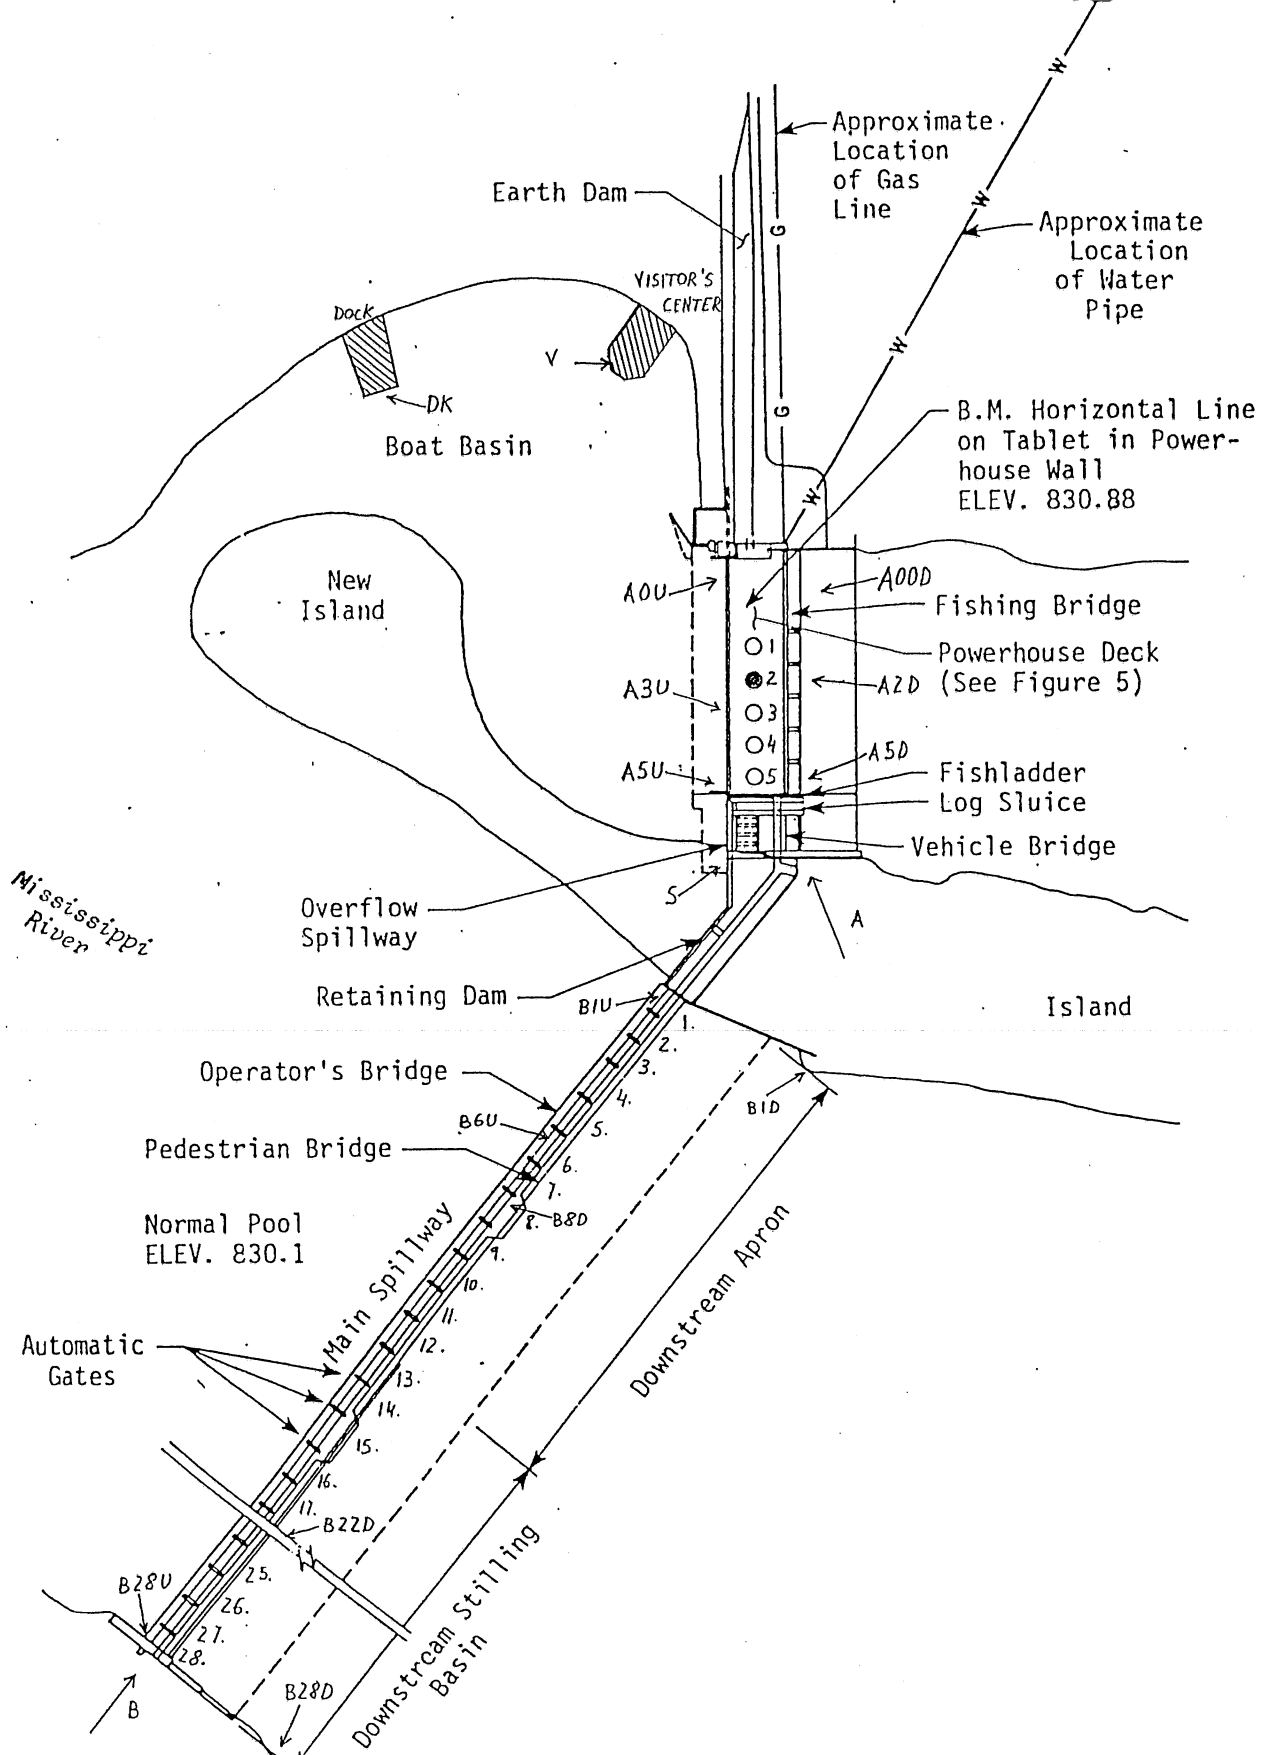 W
Approximate
Location
of Gas
Line
Earth Dam
W
G
Approximate
Location
of Water
Pipe
VISITOR'S
CENTER
DOCK
V
W
DK
G
Boat Basin
B.M. Horizontal Line
on Tablet in Power-
house Wall
ELEV. 830.88
W
New
Island
A0U
A00D
Fishing Bridge
1
Powerhouse Deck
(See Figure 5)
A3U
2
A2D
3
4
A5D
A5U
5
Fishladder
Log Sluice
Vehicle Bridge
Mississippi
River
S
Overflow
Spillway
A
Retaining Dam
B1U
Island
1.
2.
3.
Operator's Bridge
4.
B1D
B6U
5.
Pedestrian Bridge
6.
7.
8.
B8D
Normal Pool
ELEV. 830.1
9.
10.
Main Spillway
11.
Downstream Apron
12.
Automatic
Gates
13.
14.
15.
16.
17.
B22D
25.
B28U
26.
27.
28.
Downstream Stilling
Basin
B28D
B